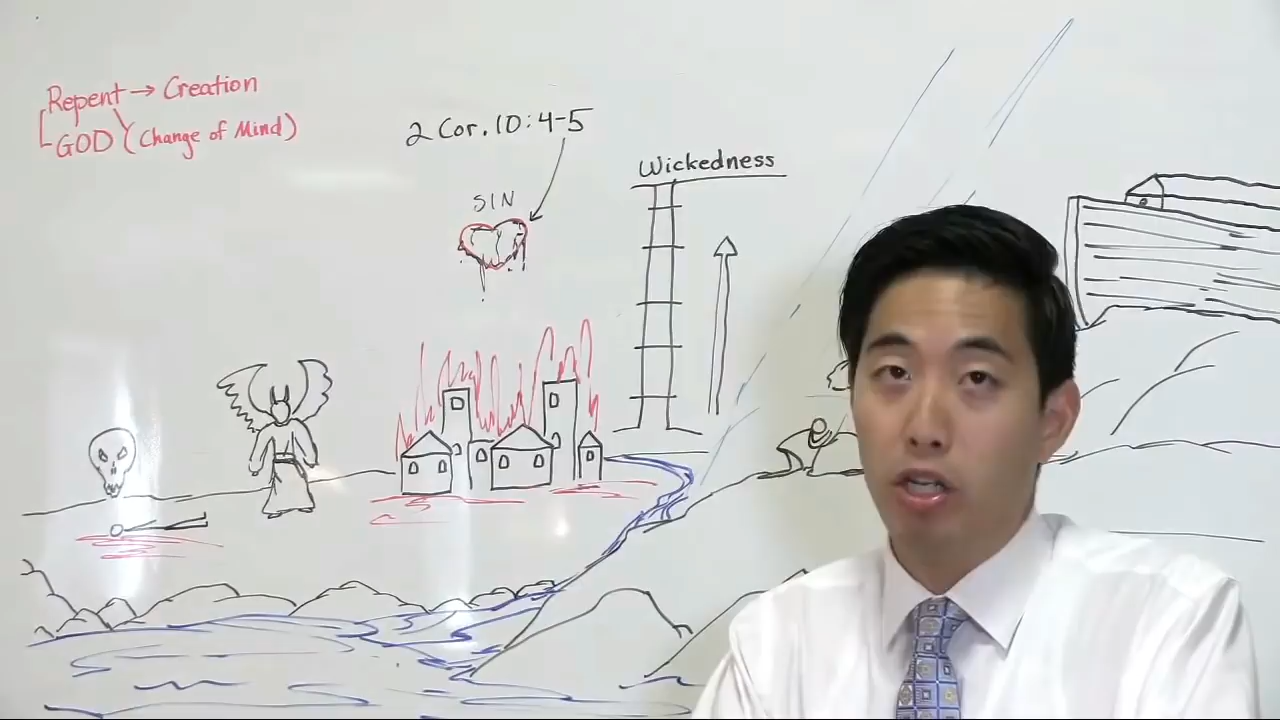 Repent → Creation
GOD (Change of Mind)
2 Cor. 10:4-5
Wickedness
SIN